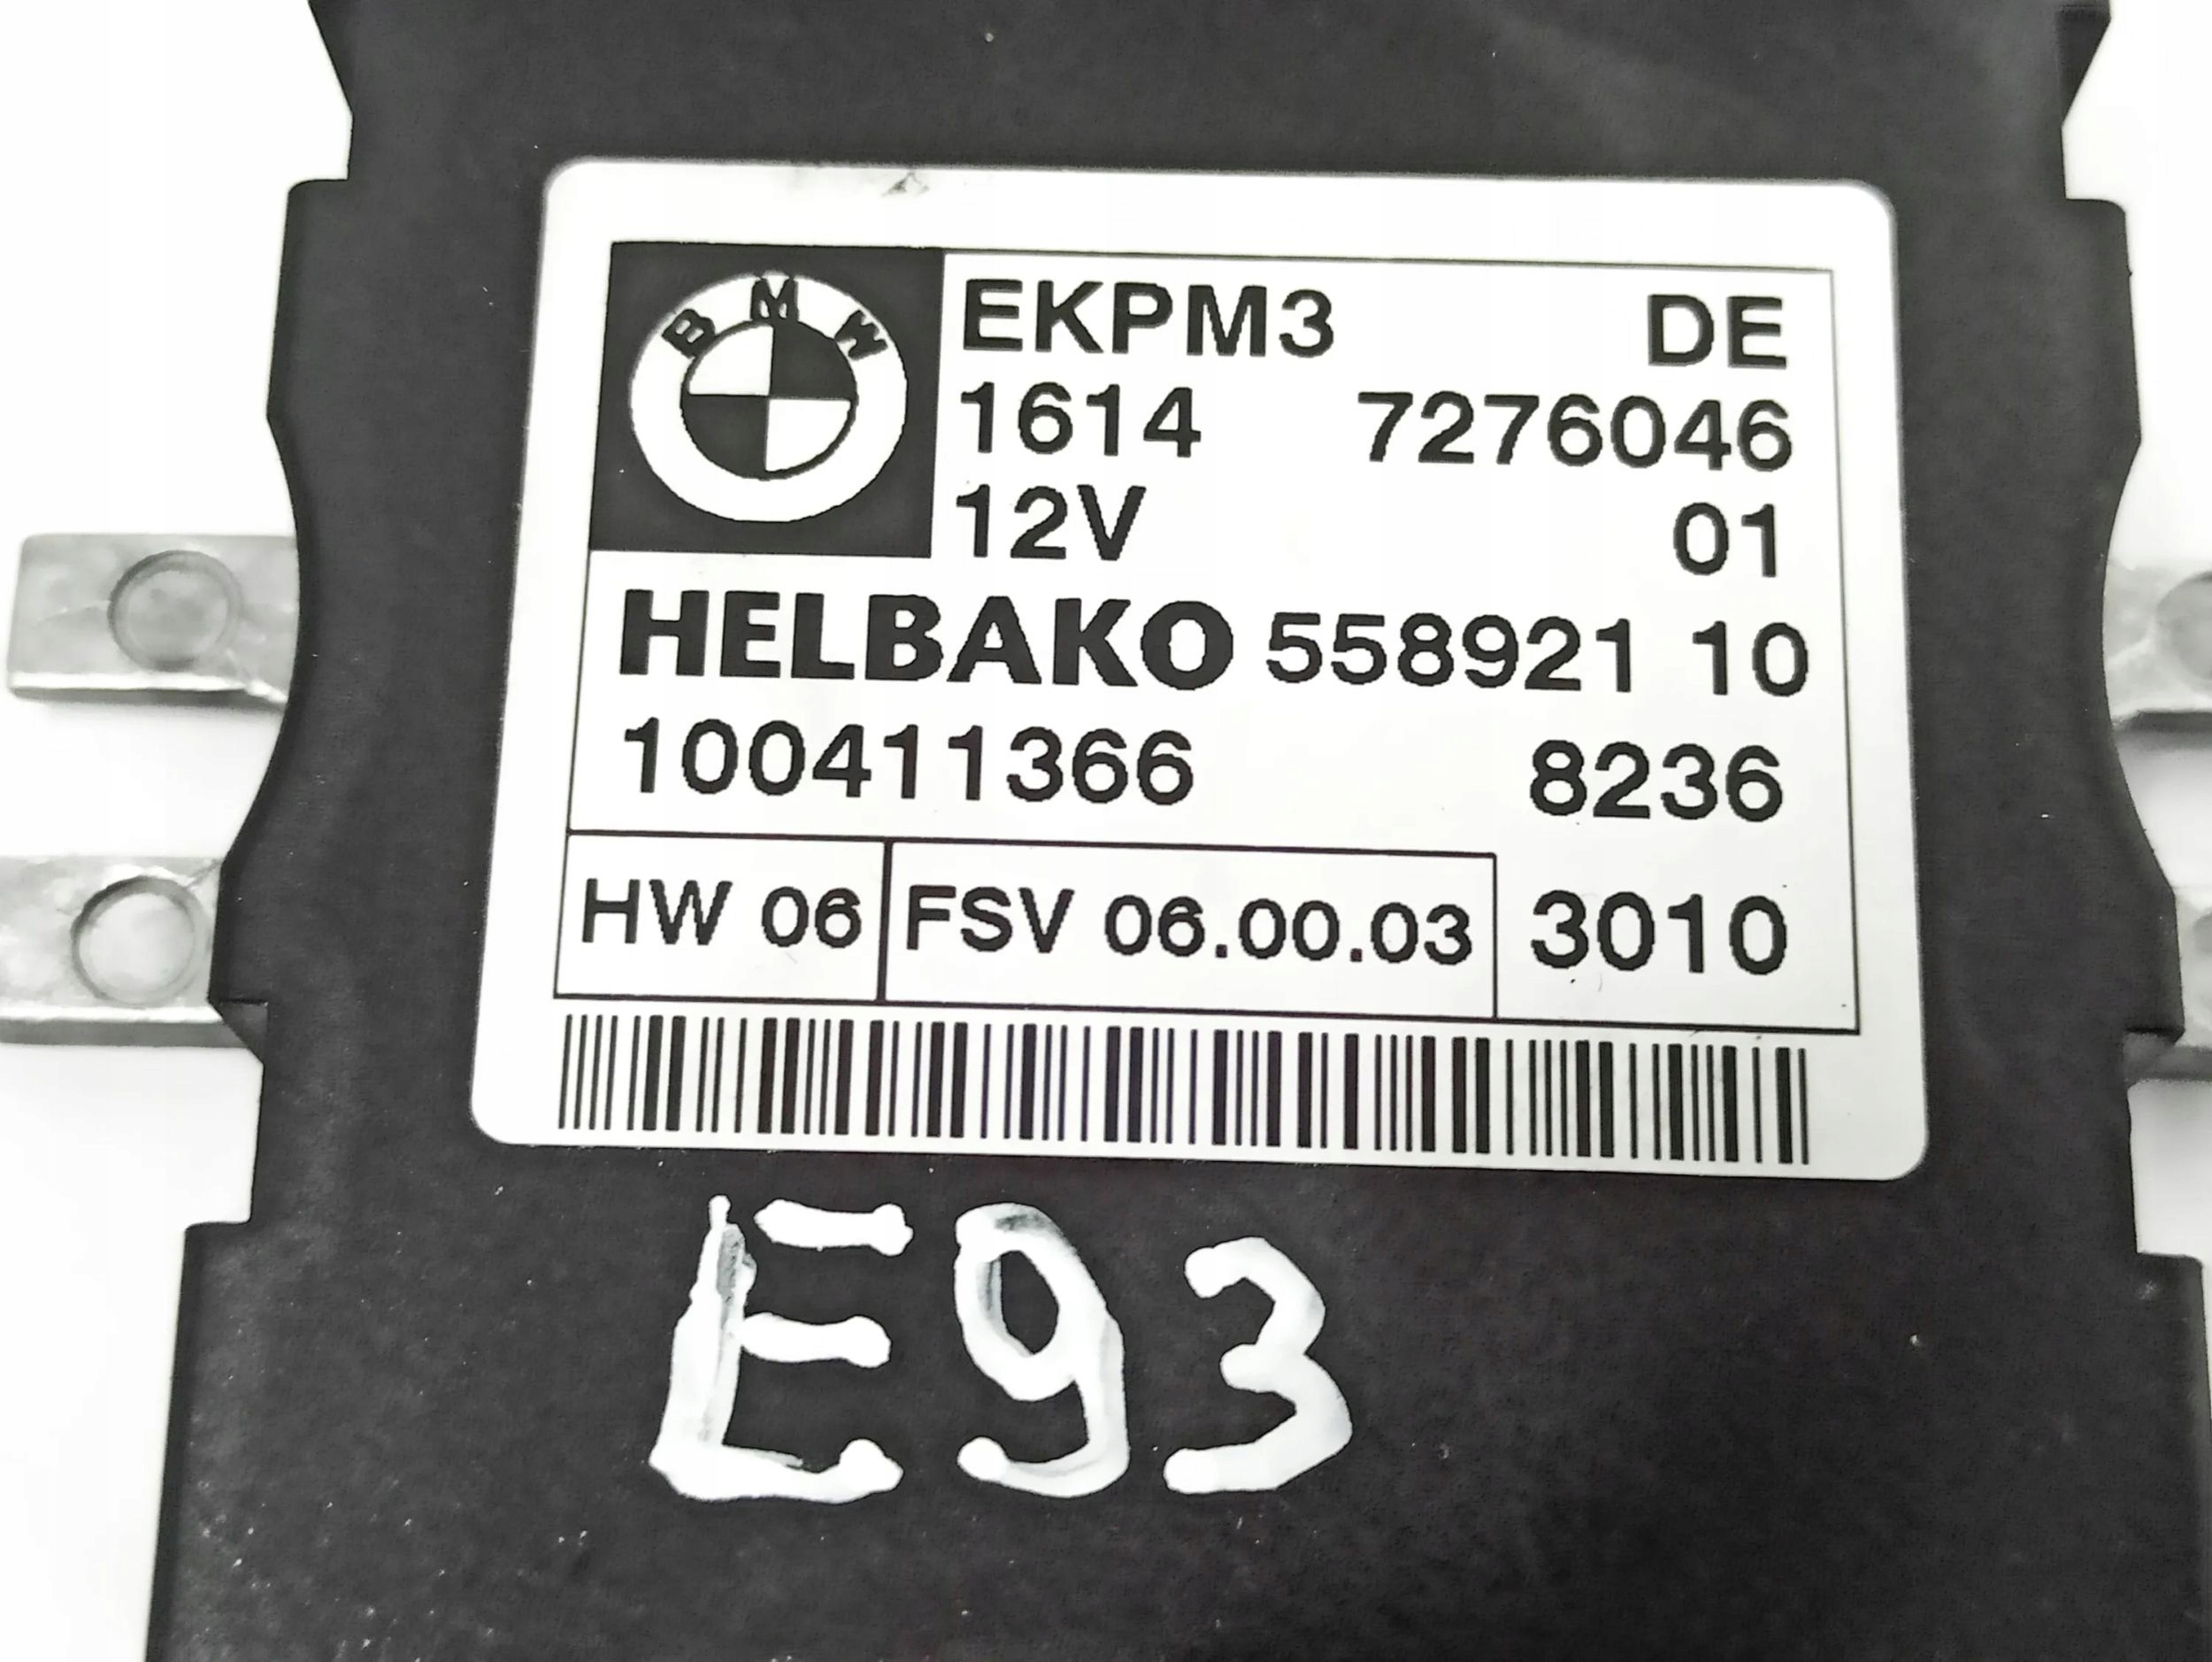 BMW
EKPM3 DE
1614 7276046
12V 01
HELBAKO 558921 10
100411366 8236
HW 06 FSV 06.00.03 3010
E93